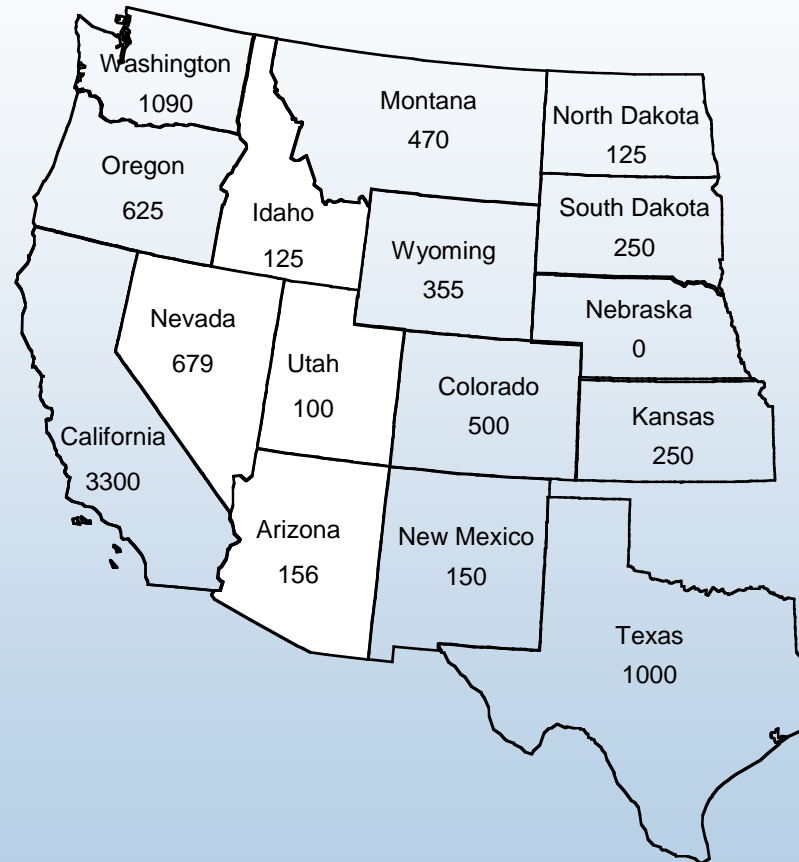 Washington
1090
Montana
470
North Dakota
125
Oregon
625
Idaho
125
South Dakota
250
Wyoming
355
Nebraska
0
Nevada
679
Utah
100
Colorado
500
Kansas
250
California
3300
Arizona
156
New Mexico
150
Texas
1000